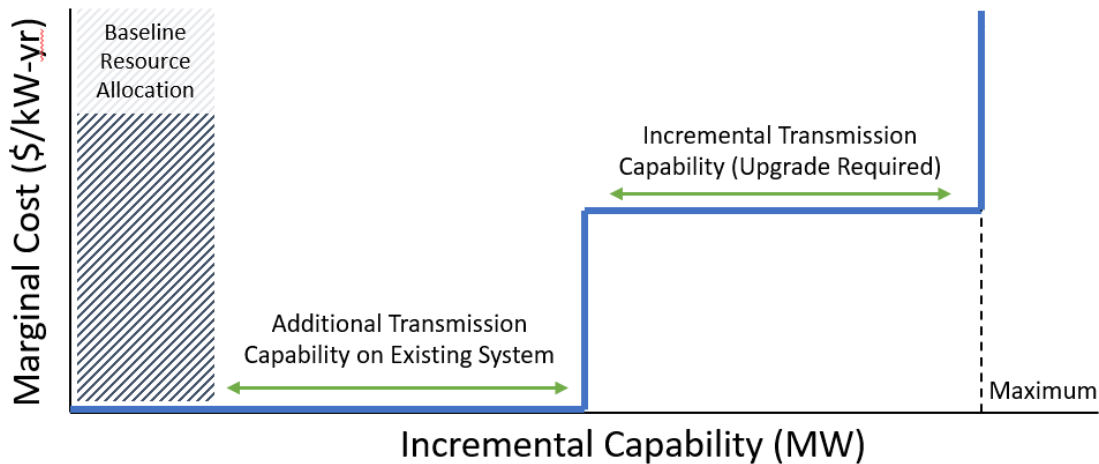 Marginal Cost ($/kW-yr)
Baseline
Resource
Allocation
Incremental Transmission
Capability (Upgrade Required)
Additional Transmission
Capability on Existing System
Maximum
Incremental Capability (MW)